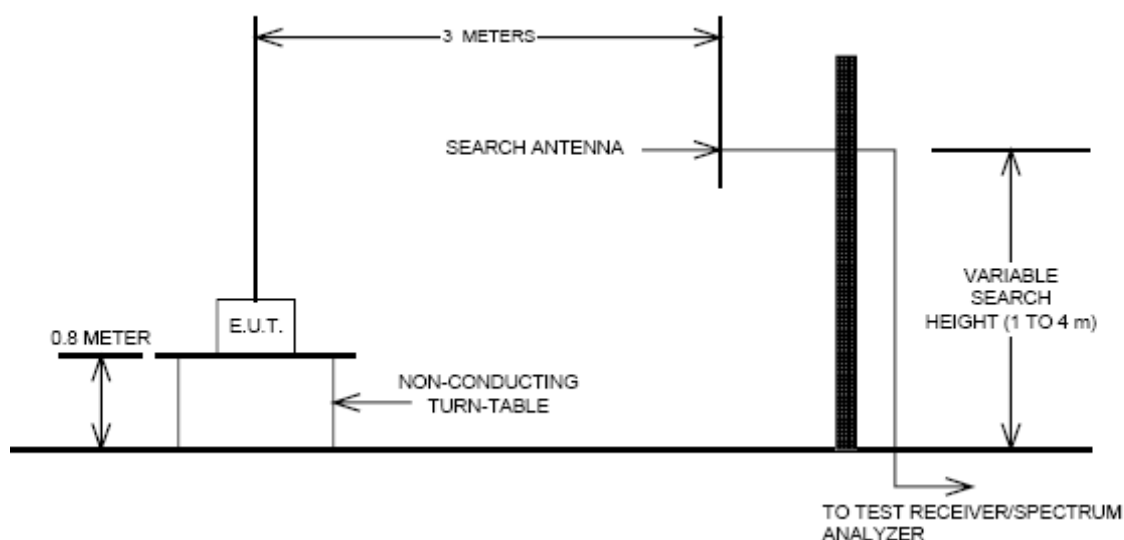 3 METERS
SEARCH ANTENNA
VARIABLE
SEARCH
HEIGHT (1 TO 4 m)
E.U.T.
0.8 METER
NON-CONDUCTING
TURN-TABLE
TO TEST RECEIVER/SPECTRUM
ANALYZER